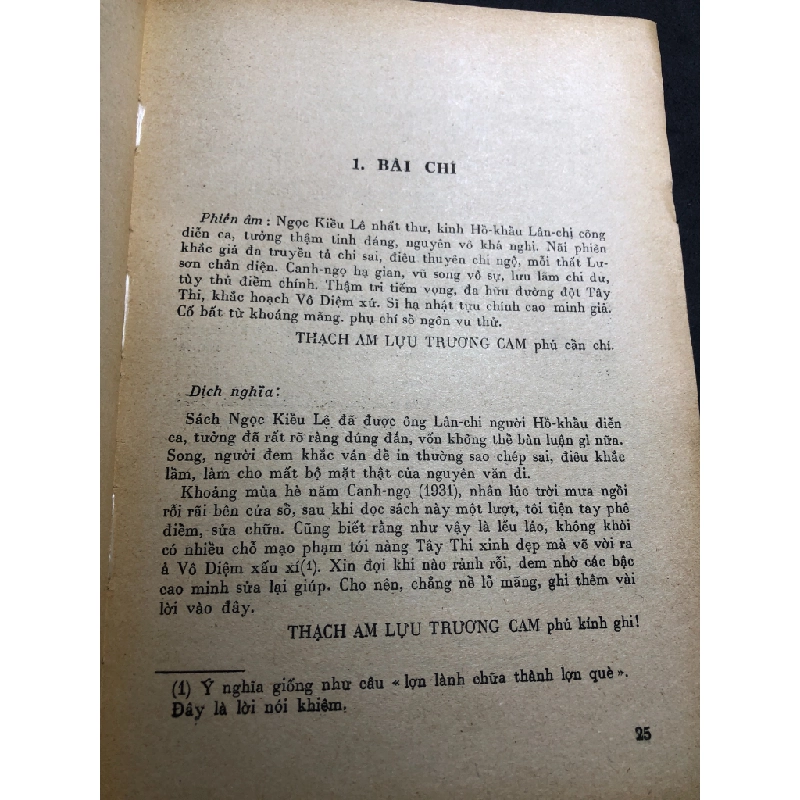 1. BÀI CHÍ
Phiên âm : Ngọc Kiều Lê nhất thư, kinh Hồ-khẩu Lân-chị công
diễn ca, tưởng thậm tinh đáng, nguyên vô khả nghị. Nãi phiên
khắc giả đa truyền tả chi sai, điêu thuyên chi ngộ, mỗi thất Lư-
sơn chân diện. Canh-ngọ hạ gian, vũ song vô sự, lưu lãm chi dư,
tùy thủ điểm chính. Thậm tri tiếm vọng, đa hữu đường đột Tây
Thi, khắc hoạch Vô Diệm xứ. Sĩ hạ nhật tựu chính cao minh giả.
Cố bất từ khoáng mãng. phụ chí sổ ngôn vu thử.
THẠCH AM LỰU TRƯƠNG CAM phủ cần chí.
Dịch nghĩa :
Sách Ngọc Kiều Lê đã được ông Lân-chi người Hồ-khẩu diễn
ca, tưởng đã rất rõ ràng đúng đắn, vốn không thể bàn luận gì nữa.
Song, người đem khắc ván để in thường sao chép sai, điêu khắc
lầm, làm cho mất bộ mặt thật của nguyên văn đi.
Khoảng mùa hè năm Canh-ngọ (1931), nhân lúc trời mưa ngồi
rỗi rãi bên cửa sổ, sau khi đọc sách này một lượt, tôi tiện tay phê
điểm, sửa chữa. Cũng biết rằng như vậy là lếu láo, không khỏi
có nhiều chỗ mạo phạm tới nàng Tây Thi xinh đẹp mà vẽ vời ra
ả Vô Diệm xấu xí(1). Xin đợi khi nào rảnh rỗi, đem nhờ các bậc
cao minh sửa lại giúp. Cho nên, chẳng nề lỗ mãng, ghi thêm vài
lời vào đây.
THẠCH AM LỰU TRƯƠNG CAM phủ kính ghi!
(1) Ý nghĩa giống như câu « lợn lành chữa thành lợn què ».
Đây là lời nói khiêm.
25